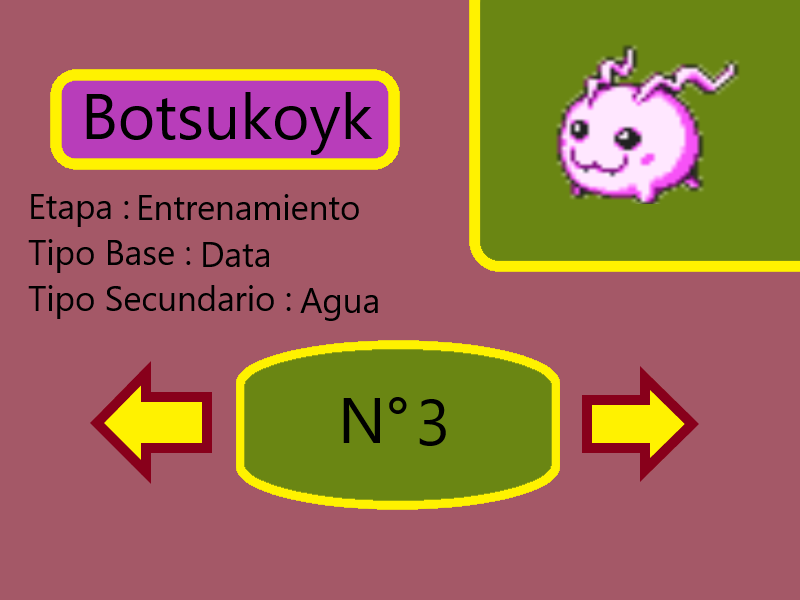 Botsukoyk
Etapa : Entrenamiento
Tipo Base : Data
Tipo Secundario : Agua
N° 3